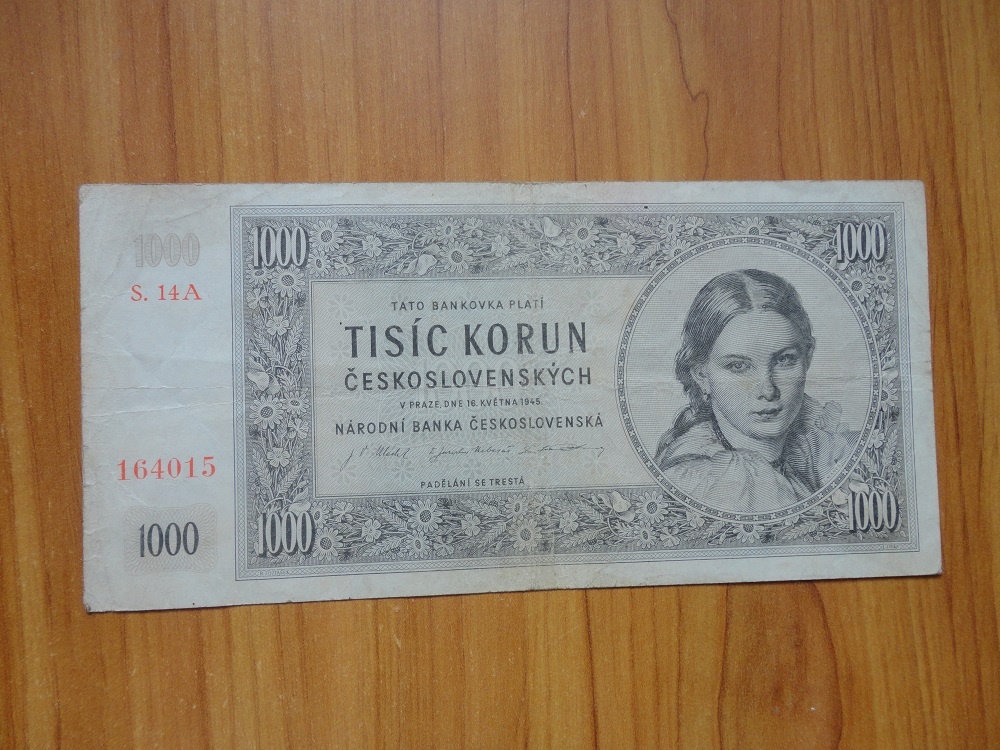 1000
S. 14A
164015
1000
1000
1000
TATO BANKOVKA PLATÍ
TISÍC KORUN
ČESKOSLOVENSKÝCH
V PRAZE, DNE 16. KVĚTNA 1945.
NÁRODNÍ BANKA ČESKOSLOVENSKÁ
PADĚLÁNÍ SE TRESTÁ
1000
1000